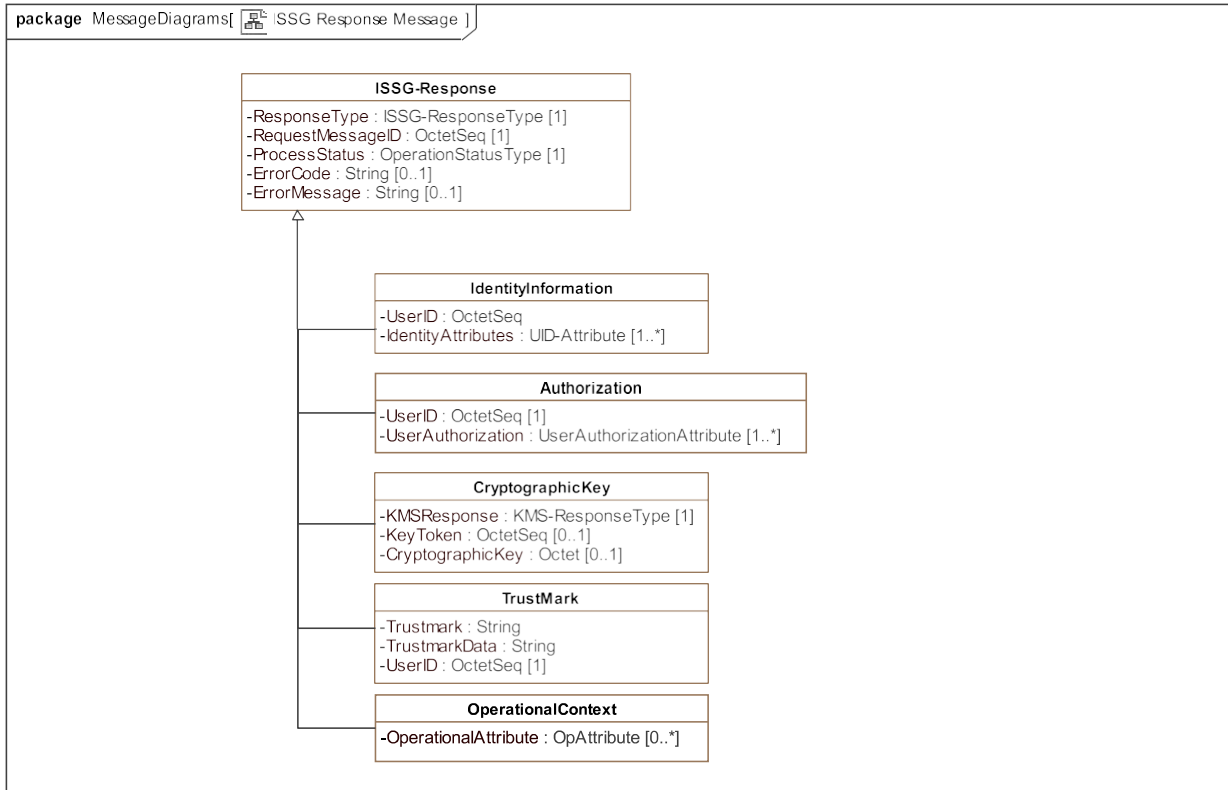 package MessageDiagrams[ ISSG Response Message ]
ISSG-Response
-ResponseType : ISSG-ResponseType [1]
-RequestMessageID : OctetSeq [1]
-ProcessStatus : OperationStatusType [1]
-ErrorCode : String [0..1]
-ErrorMessage : String [0..1]
IdentityInformation
-UserID : OctetSeq
-IdentityAttributes : UID-Attribute [1..*]
Authorization
-UserID : OctetSeq [1]
-UserAuthorization : UserAuthorizationAttribute [1..*]
CryptographicKey
-KMSResponse : KMS-ResponseType [1]
-KeyToken : OctetSeq [0..1]
-CryptographicKey : Octet [0..1]
TrustMark
-Trustmark : String
-TrustmarkData : String
-UserID : OctetSeq [1]
OperationalContext
-OperationalAttribute : OpAttribute [0..*]